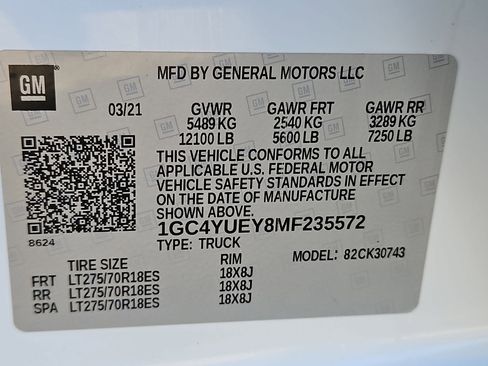 GM
MFD BY GENERAL MOTORS LLC
03/21 GVWR GAWR FRT GAWR RR
5489 KG 2540 KG 3289 KG
12100 LB 5600 LB 7250 LB
THIS VEHICLE CONFORMS TO ALL
APPLICABLE U.S. FEDERAL MOTOR
VEHICLE SAFETY STANDARDS IN EFFECT
ON THE DATE OF MANUFACTURE
SHOWN ABOVE.
8624
1GC4YUEY8MF235572
TYPE: TRUCK MODEL: 82CK30743
TIRE SIZE RIM
FRT LT275/70R18ES 18X8J
RR LT275/70R18ES 18X8J
SPA LT275/70R18ES 18X8J